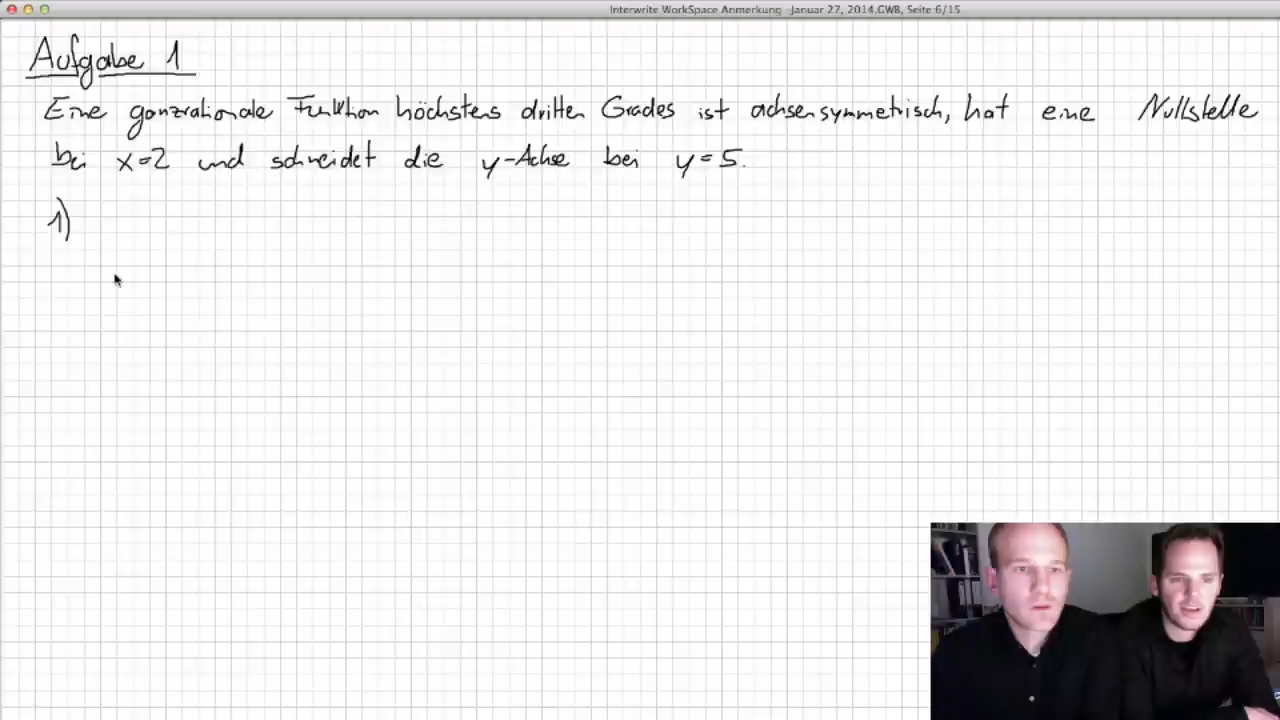 Interwrite WorkSpace Anmerkung -Januar 27, 2014.GWB, Seite 6/15
Aufgabe 1
Eine ganzrationale Funktion höchstens dritten Grades ist achsensymmetrisch, hat eine Nullstelle
bei x=2 und schneidet die y-Achse bei y=5.
1)